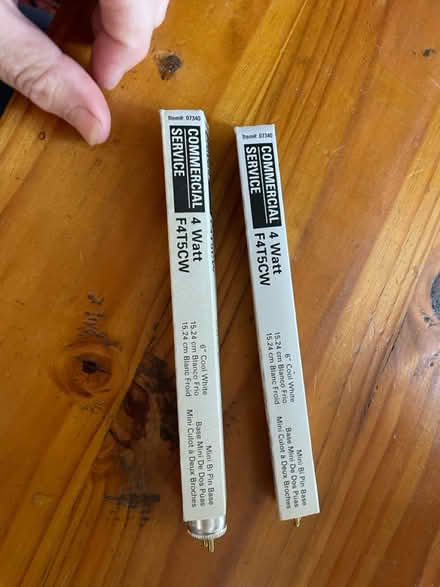 Item# 07340
COMMERCIAL
SERVICE
4 Watt
F4T5CW
6" Cool White
15.24 cm Blanco Frio
15.24 cm Blanc Froid
Mini Bi Pin Base
Base Mini De Dos Púas
Mini Culot à Deux Broches
Item# 07340
COMMERCIAL
SERVICE
4 Watt
F4T5CW
6" Cool White
15.24 cm Blanco Frio
15.24 cm Blanc Froid
Mini Bi Pin Base
Base Mini De Dos Púas
Mini Culot à Deux Broches